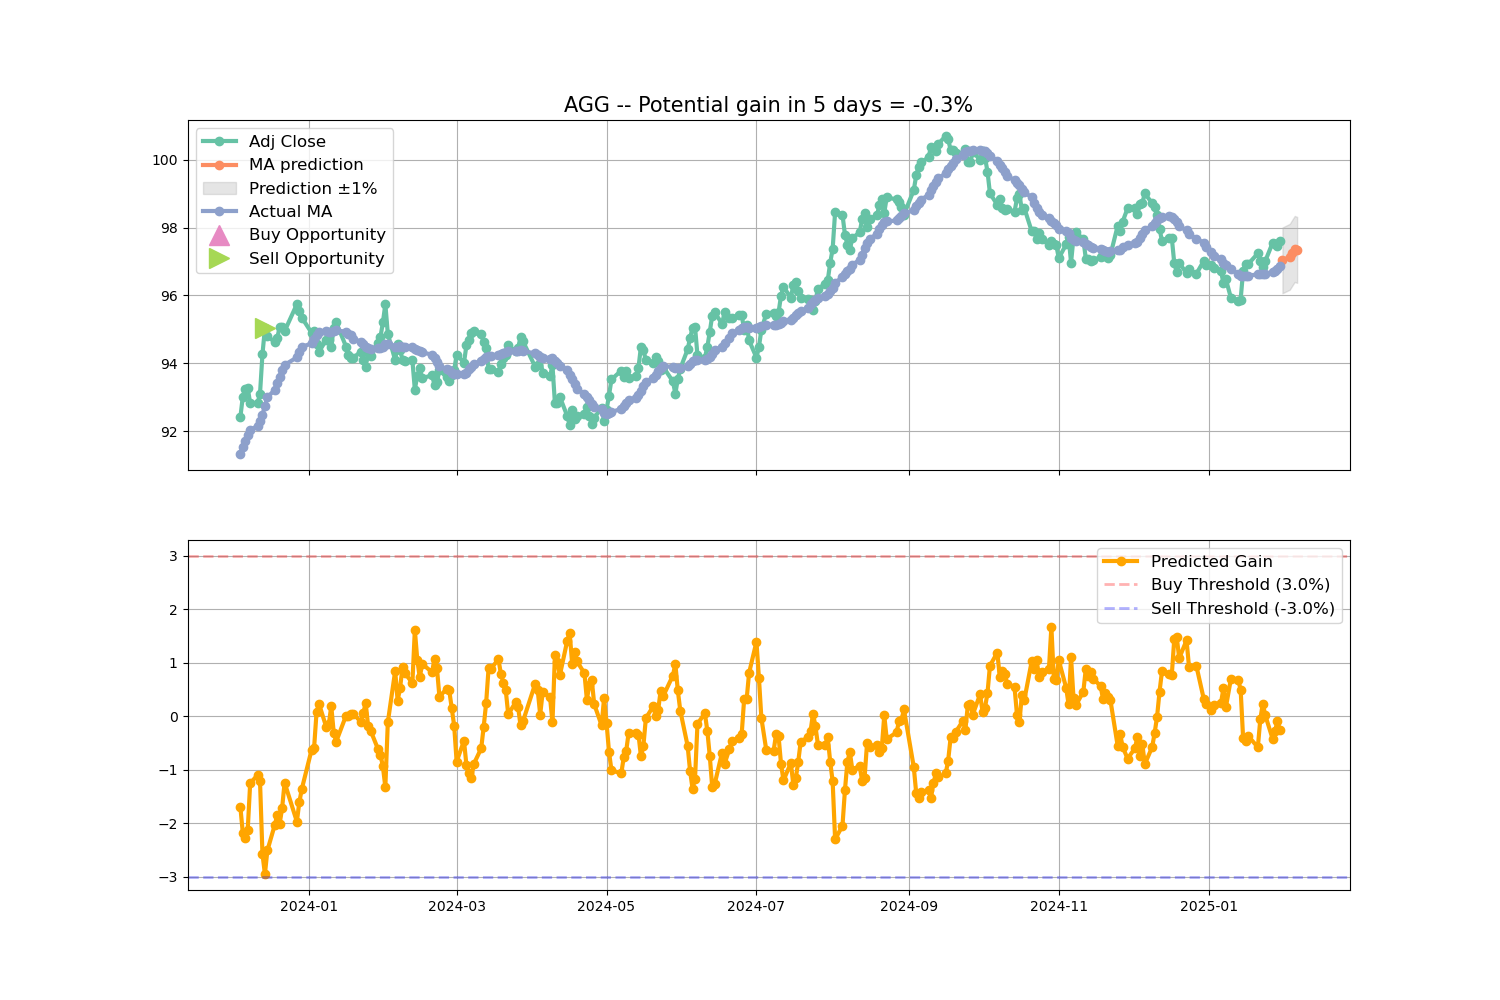 AGG -- Potential gain in 5 days = -0.3%
Adj Close
MA prediction
Prediction ±1%
Actual MA
Buy Opportunity
Sell Opportunity
100
98
96
94
92
3
2
1
0
−1
−2
−3
Predicted Gain
Buy Threshold (3.0%)
Sell Threshold (-3.0%)
2024-01 2024-03 2024-05 2024-07 2024-09 2024-11 2025-01